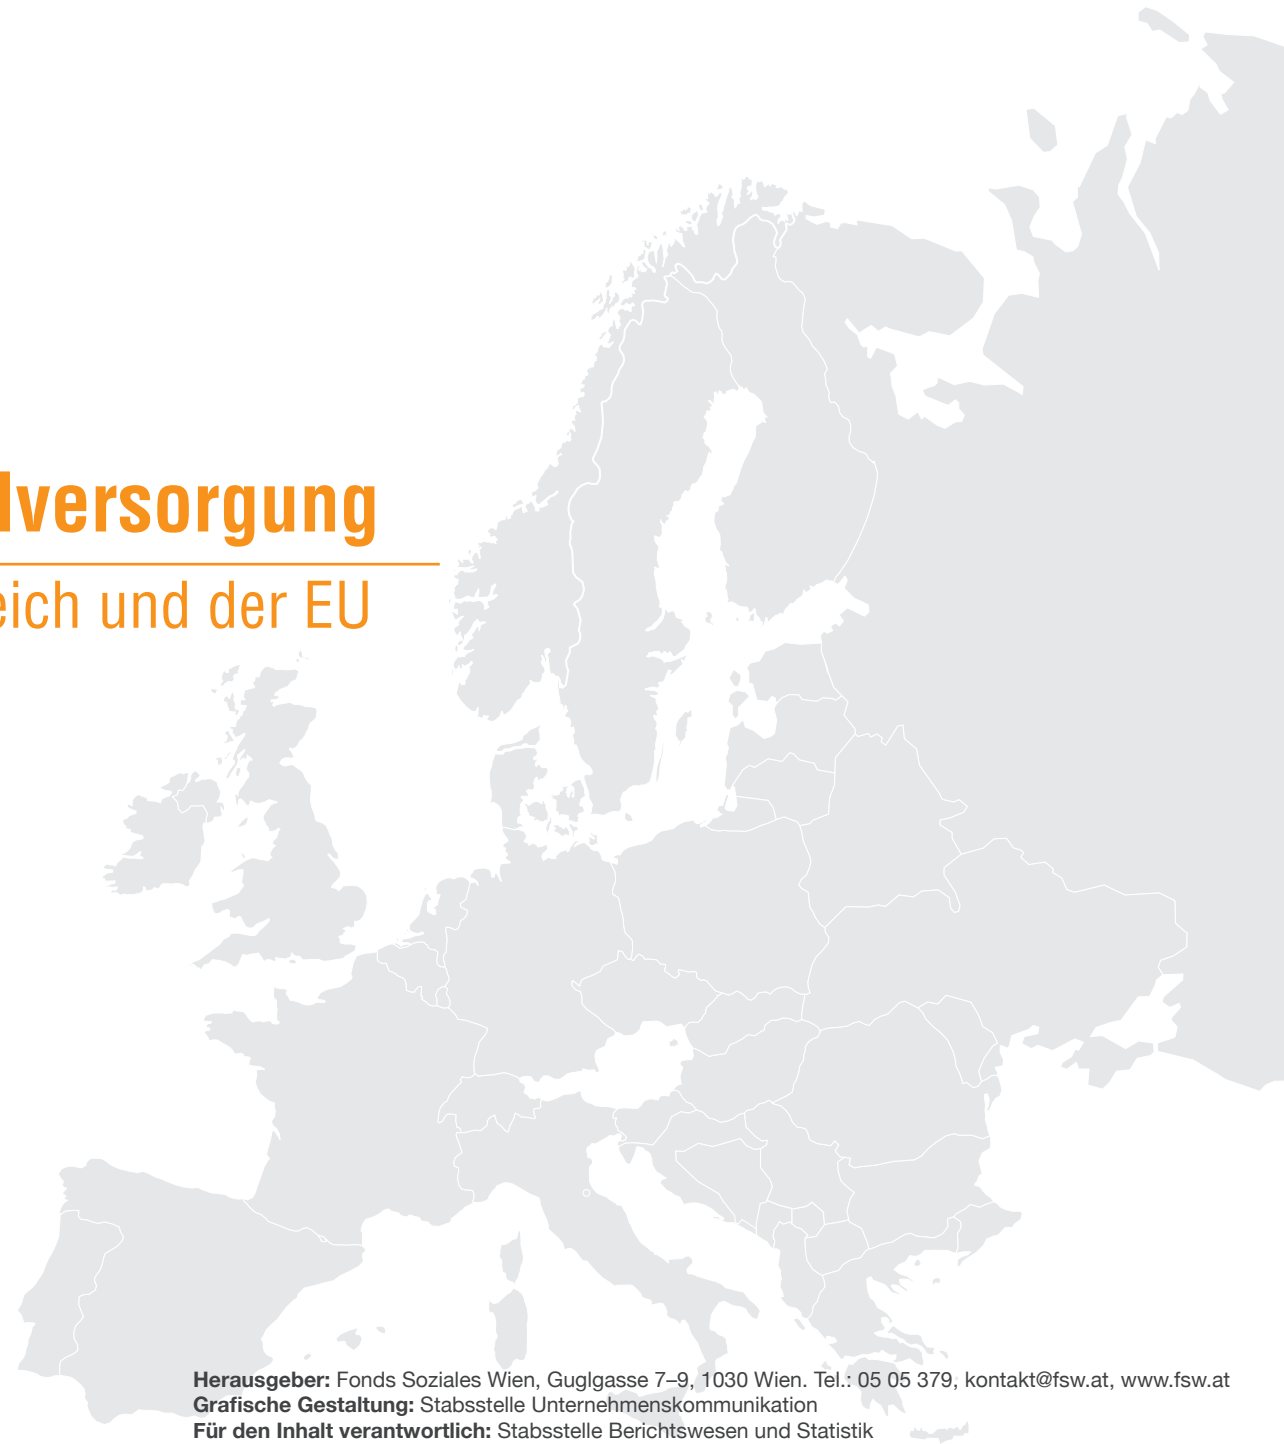 lversorgung
eich und der EU
Herausgeber: Fonds Soziales Wien, Guglgasse 7–9, 1030 Wien. Tel.: 05 05 379, kontakt@fsw.at, www.fsw.at
Grafische Gestaltung: Stabsstelle Unternehmenskommunikation
Für den Inhalt verantwortlich: Stabsstelle Berichtswesen und Statistik